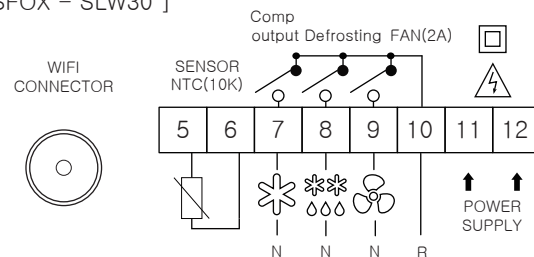 SFOX - SLW30 ]
Comp
output Defrosting FAN(2A)
WIFI
CONNECTOR
SENSOR
NTC(10K)
5 6 7 8 9 10 11 12
POWER
SUPPLY
N N N R